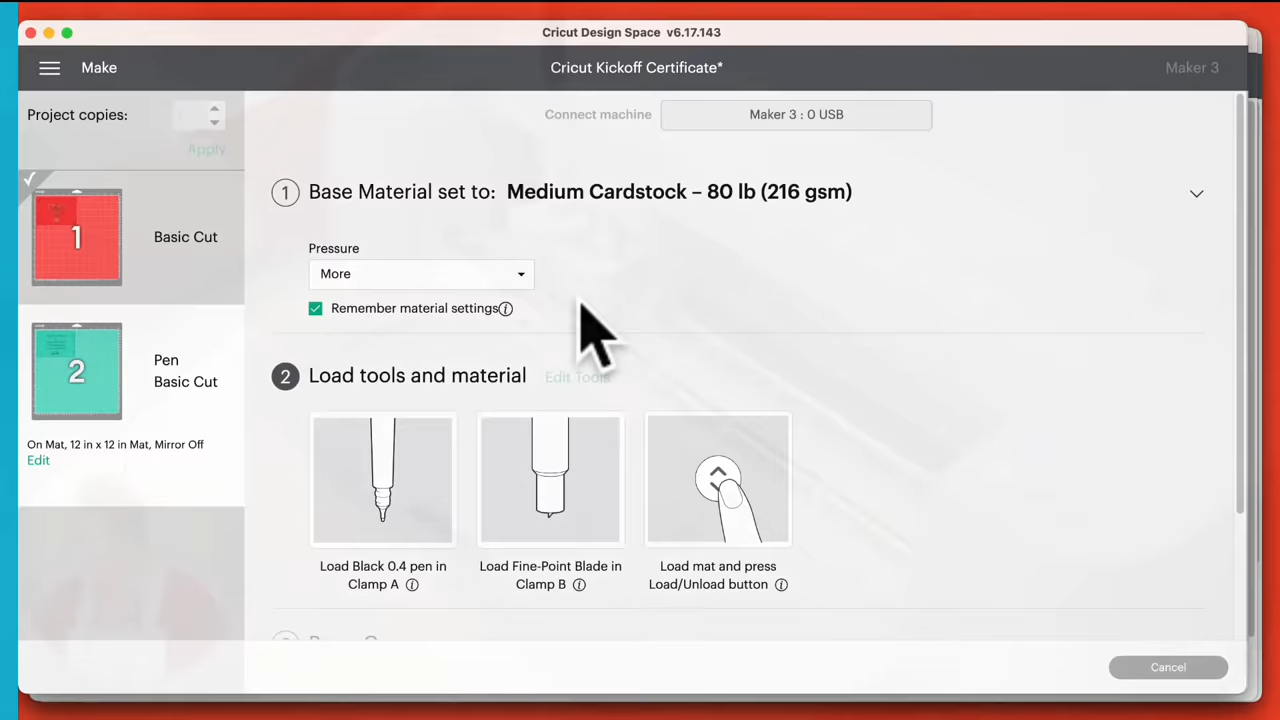 Cricut Design Space v6.17.143
Make
Cricut Kickoff Certificate*
Maker 3
Project copies:
Apply
Connect machine
Maker 3 : 0 USB
1
Base Material set to: Medium Cardstock – 80 lb (216 gsm)
1
Basic Cut
Pressure
More
Remember material settings
2
Pen
Basic Cut
On Mat, 12 in x 12 in Mat, Mirror Off
Edit
2
Load tools and material
Edit Tools
Load Black 0.4 pen in
Clamp A
Load Fine-Point Blade in
Clamp B
Load mat and press
Load/Unload button
Cancel